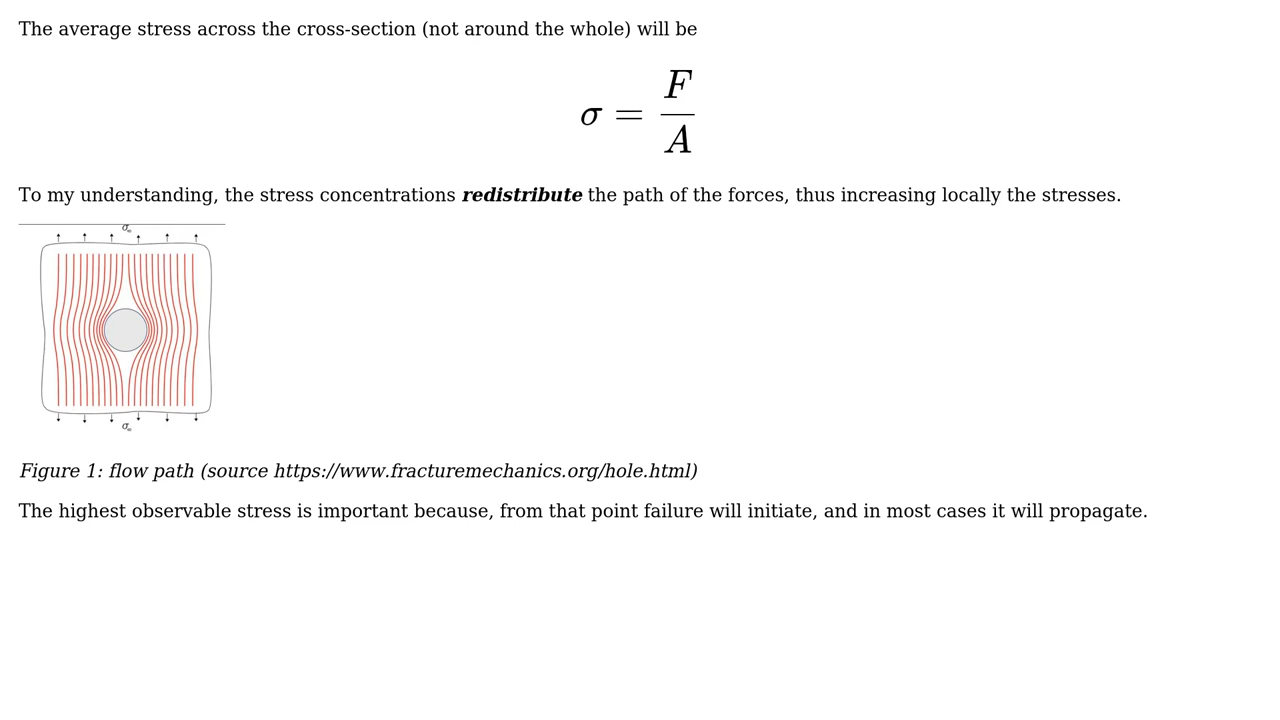 The average stress across the cross-section (not around the whole) will be
σ = F/A
To my understanding, the stress concentrations redistribute the path of the forces, thus increasing locally the stresses.
σ∞
σ∞
Figure 1: flow path (source https://www.fracturemechanics.org/hole.html)
The highest observable stress is important because, from that point failure will initiate, and in most cases it will propagate.